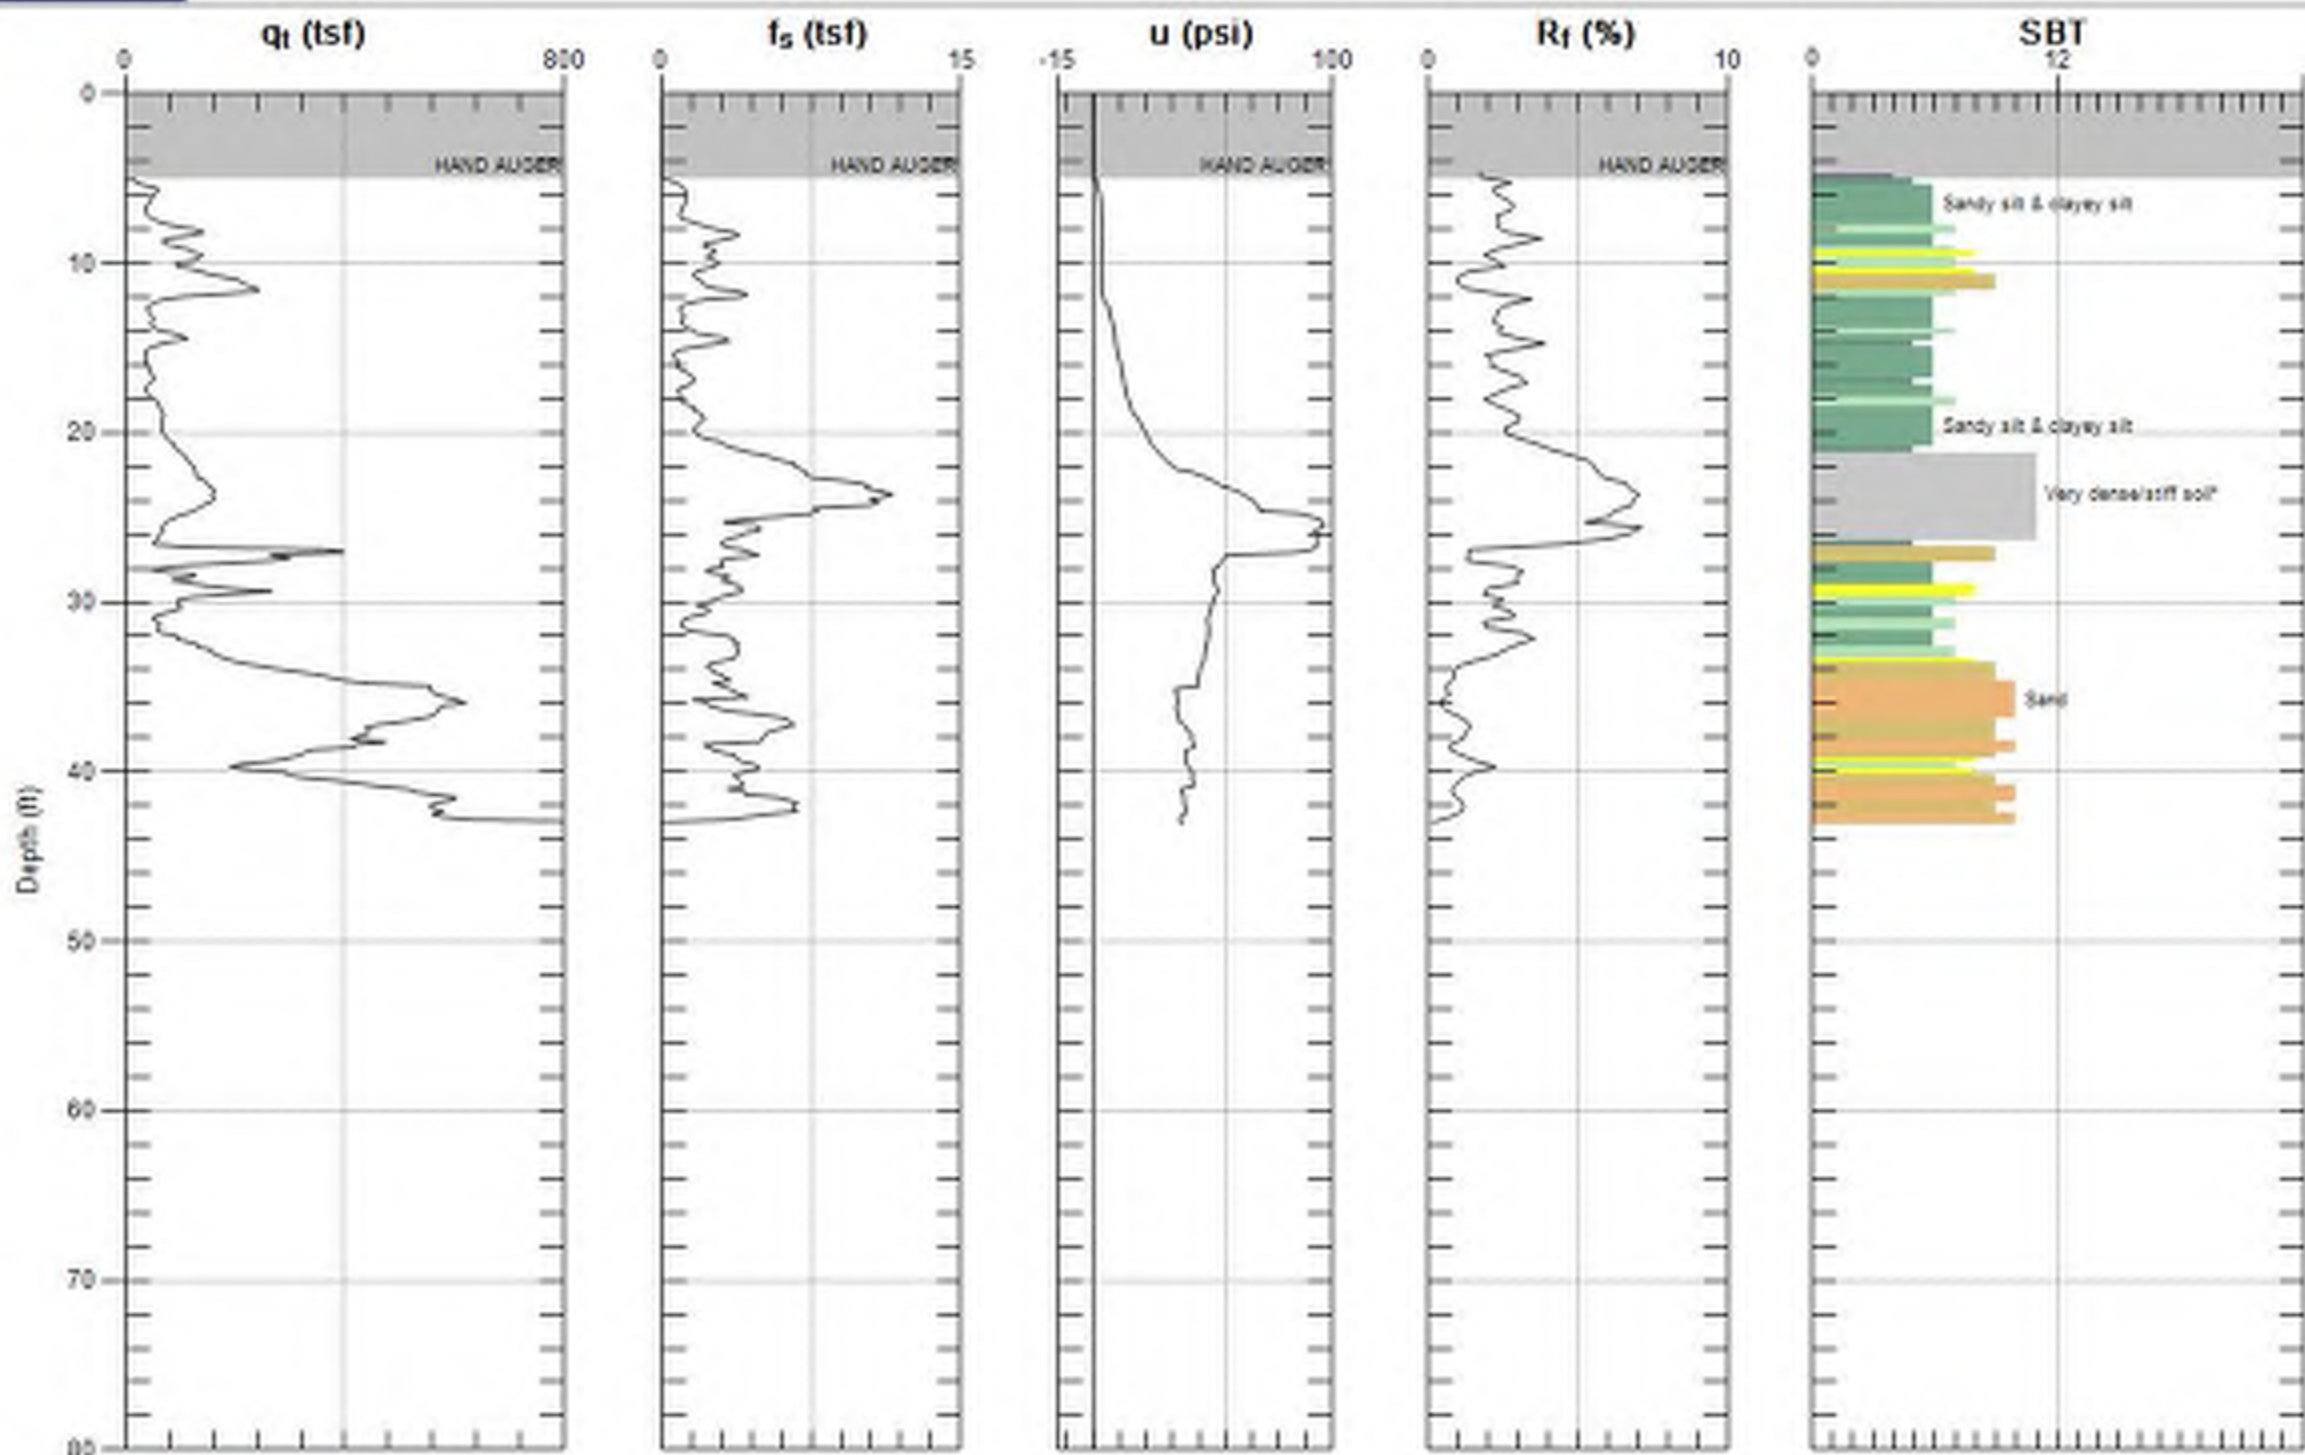 qt (tsf) fs (tsf) u (psi) Rf (%) SBT
0 800 0 15 -15 100 0 10 0 12
0
HAND AUGER HAND AUGER HAND AUGER HAND AUGER
Sandy silt & clayey silt
10
20
Sandy silt & clayey silt
Very dense/stiff soil*
30
Sand
40
Depth (ft)
50
60
70
80